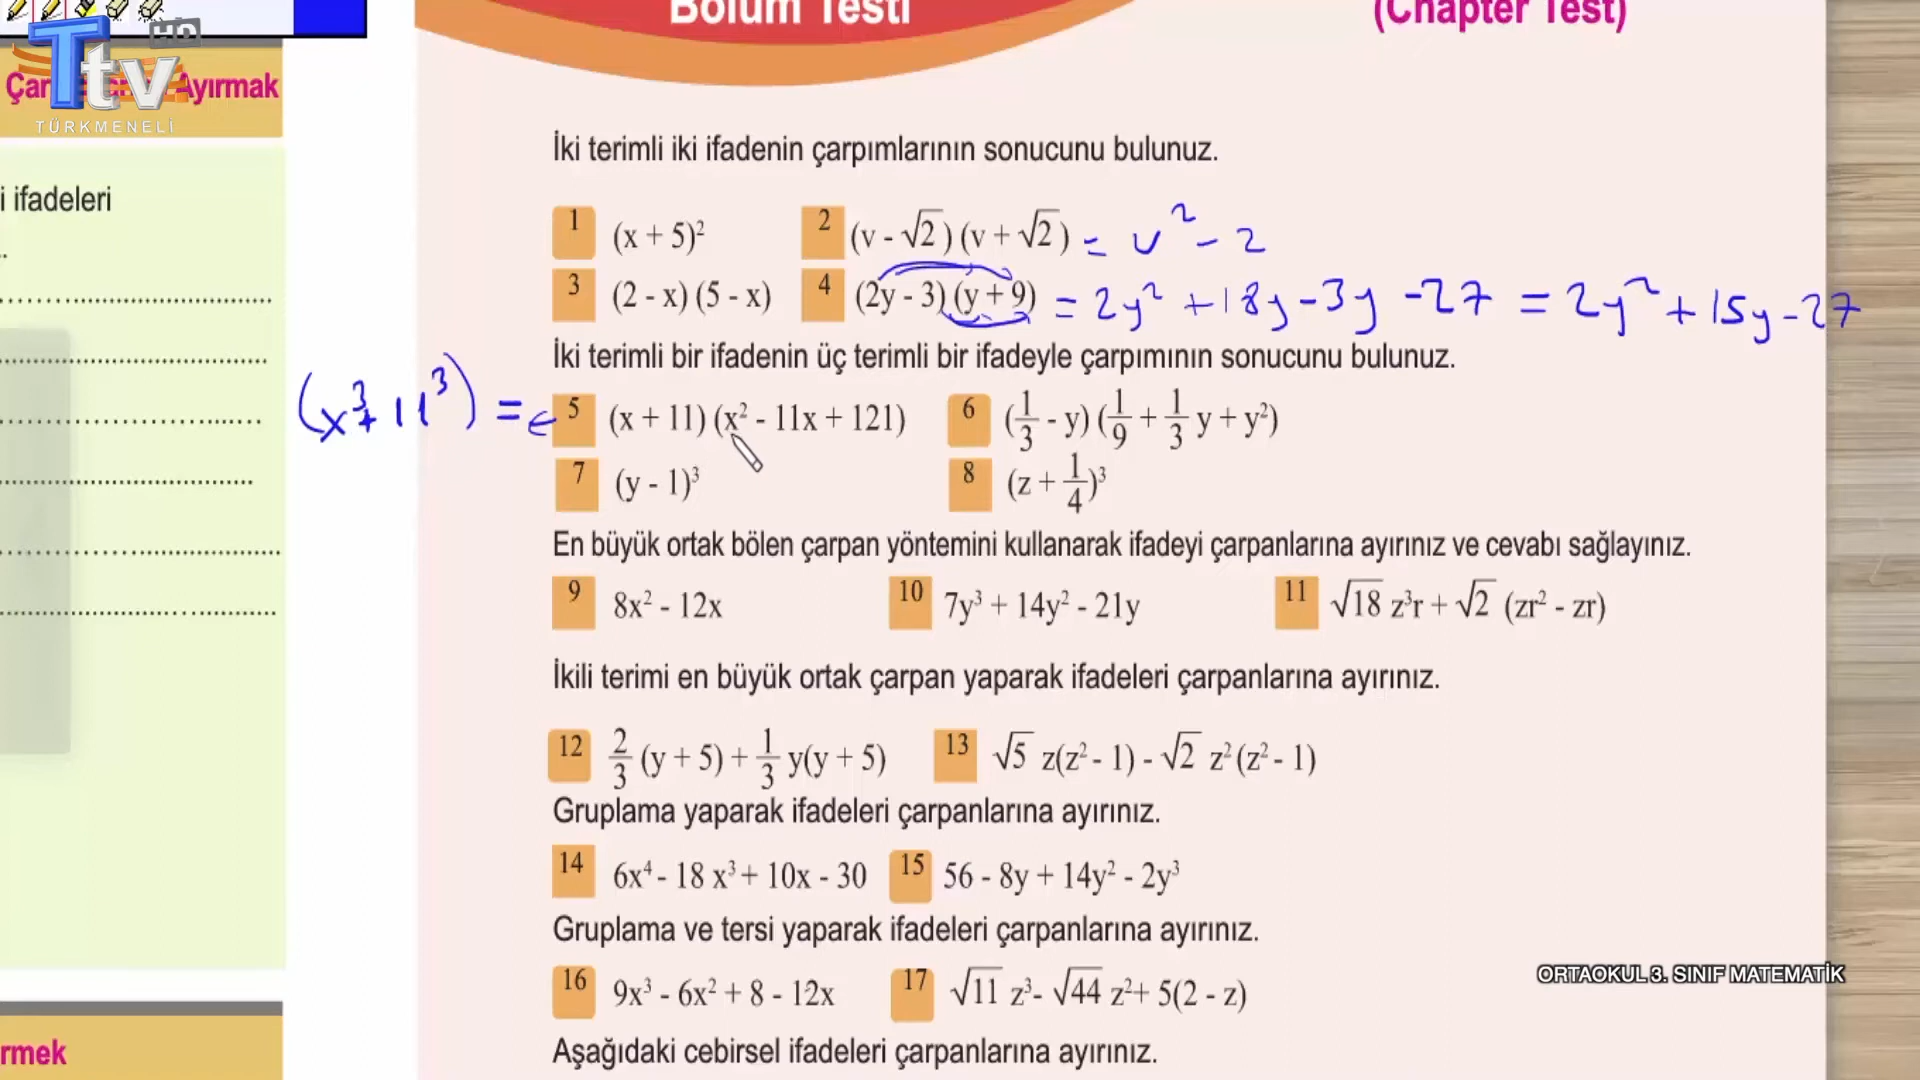 Bölüm Testi
(Chapter Test)
HD
Ttv
TÜRKMENELİ
Ayırmak
i ifadeleri
İki terimli iki ifadenin çarpımlarının sonucunu bulunuz.
1 (x + 5)² 2 (v - √2) (v + √2) = v² - 2
3 (2 - x) (5 - x) 4 (2y - 3) (y + 9) = 2y² + 18y - 3y - 27 = 2y² + 15y - 27
İki terimli bir ifadenin üç terimli bir ifadeyle çarpımının sonucunu bulunuz.
(x³ + 11³) = 5 (x + 11) (x² - 11x + 121) 6 (1/3 - y) (1/9 + 1/3 y + y²)
7 (y - 1)³ 8 (z + 1/4)³
En büyük ortak bölen çarpan yöntemini kullanarak ifadeyi çarpanlarına ayırınız ve cevabı sağlayınız.
9 8x² - 12x 10 7y³ + 14y² - 21y 11 √18 z³r + √2 (zr² - zr)
İkili terimi en büyük ortak çarpan yaparak ifadeleri çarpanlarına ayırınız.
12 2/3 (y + 5) + 1/3 y(y + 5) 13 √5 z(z² - 1) - √2 z² (z² - 1)
Gruplama yaparak ifadeleri çarpanlarına ayırınız.
14 6x⁴ - 18 x³ + 10x - 30 15 56 - 8y + 14y² - 2y³
Gruplama ve tersi yaparak ifadeleri çarpanlarına ayırınız.
16 9x³ - 6x² + 8 - 12x 17 √11 z³ - √44 z² + 5(2 - z)
ORTAOKUL 3. SINIF MATEMATİK
rmek
Aşağıdaki cebirsel ifadeleri çarpanlarına ayırınız.